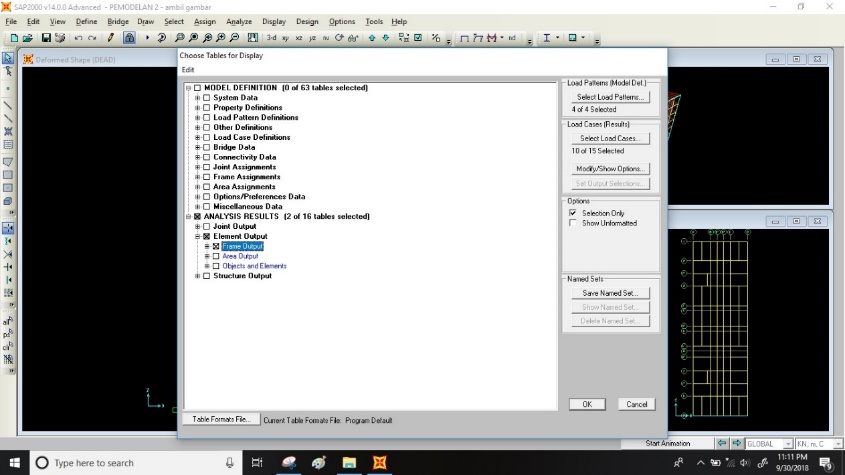 SAP2000 v14.0.0 Advanced - PEMODELAN 2 - ambil gambar
File Edit View Define Bridge Draw Select Assign Analyze Display Design Options Tools Help
3-d xy xz yz nv
nd
Deformed Shape (DEAD)
Choose Tables for Display
Edit
MODEL DEFINITION (0 of 63 tables selected)
System Data
Property Definitions
Load Pattern Definitions
Other Definitions
Load Case Definitions
Bridge Data
Connectivity Data
Joint Assignments
Frame Assignments
Area Assignments
Options/Preferences Data
Miscellaneous Data
ANALYSIS RESULTS (2 of 16 tables selected)
Joint Output
Element Output
Frame Output
Area Output
Objects and Elements
Structure Output
Table Formats File...
Current Table Formats File: Program Default
Load Patterns (Model Def.)
Select Load Patterns...
4 of 4 Selected
Load Cases (Results)
Select Load Cases...
10 of 15 Selected
Modify/Show Options...
Set Output Selections...
Options
Selection Only
Show Unformatted
Named Sets
Save Named Set...
Show Named Set...
Delete Named Set...
OK
Cancel
Start Animation
GLOBAL
KN, m, C
Type here to search
11:11 PM
9/30/2018